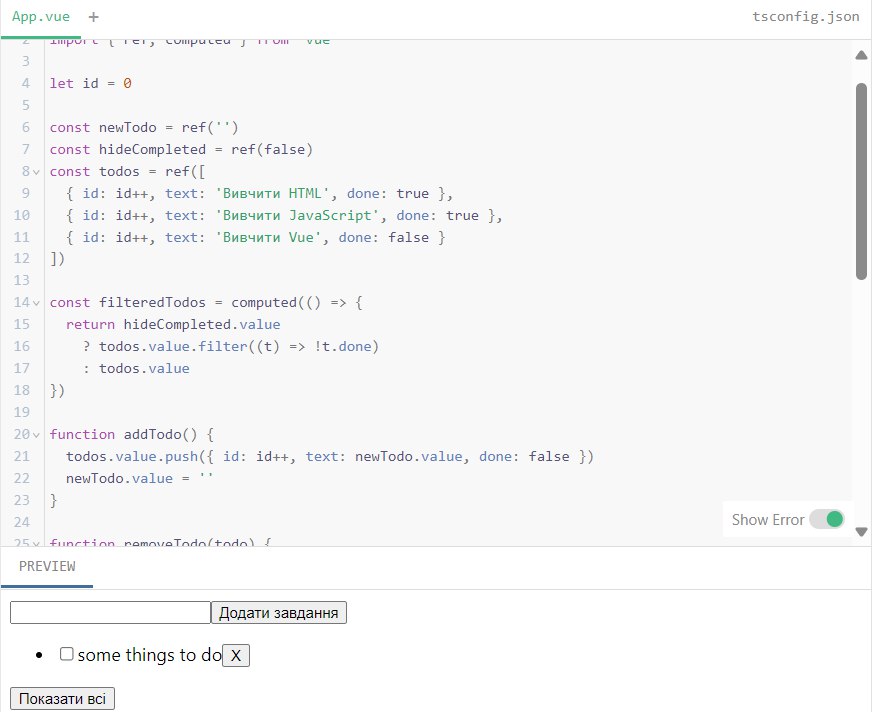 App.vue +
tsconfig.json
2 import { ref, computed } from 'vue'
3
4 let id = 0
5
6 const newTodo = ref('')
7 const hideCompleted = ref(false)
8 const todos = ref([
9   { id: id++, text: 'Вивчити HTML', done: true },
10   { id: id++, text: 'Вивчити JavaScript', done: true },
11   { id: id++, text: 'Вивчити Vue', done: false }
12 ])
13
14 const filteredTodos = computed(() => {
15   return hideCompleted.value
16     ? todos.value.filter((t) => !t.done)
17     : todos.value
18 })
19
20 function addTodo() {
21   todos.value.push({ id: id++, text: newTodo.value, done: false })
22   newTodo.value = ''
23 }
24
25 function removeTodo(todo) {
Show Error
PREVIEW
Додати завдання
• some things to do X
Показати всі